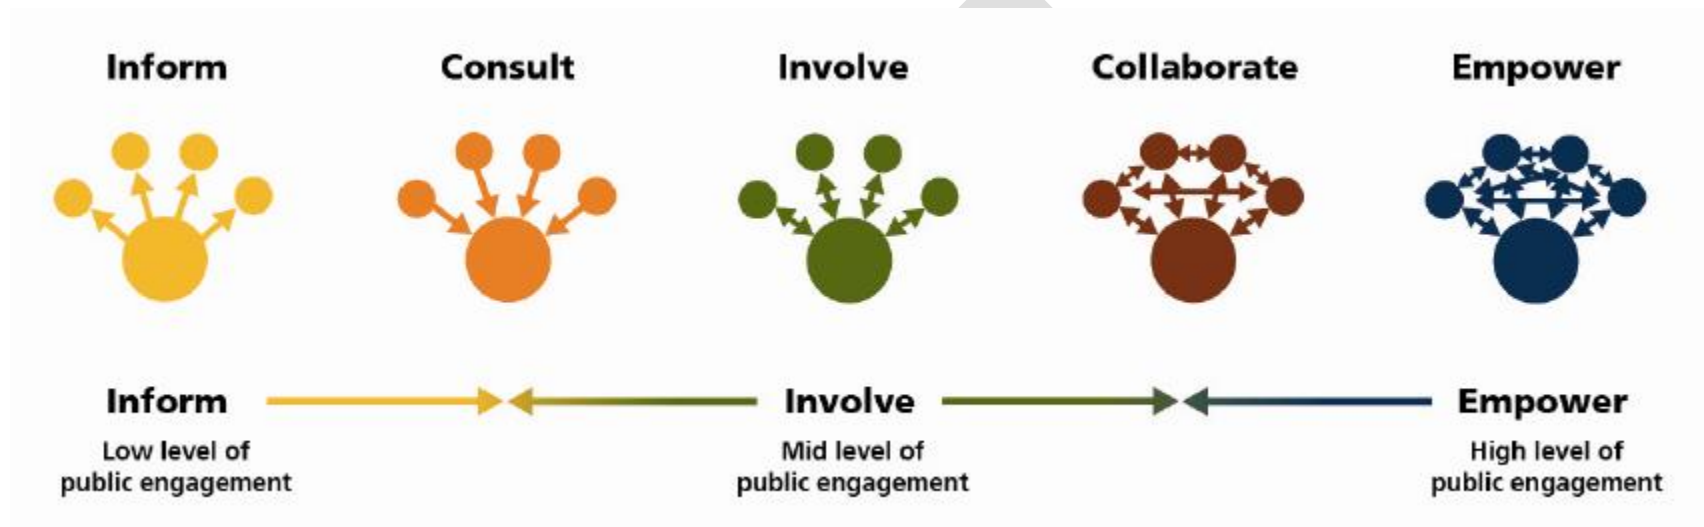 Inform Consult Involve Collaborate Empower
Inform Involve Empower
Low level of Mid level of High level of
public engagement public engagement public engagement